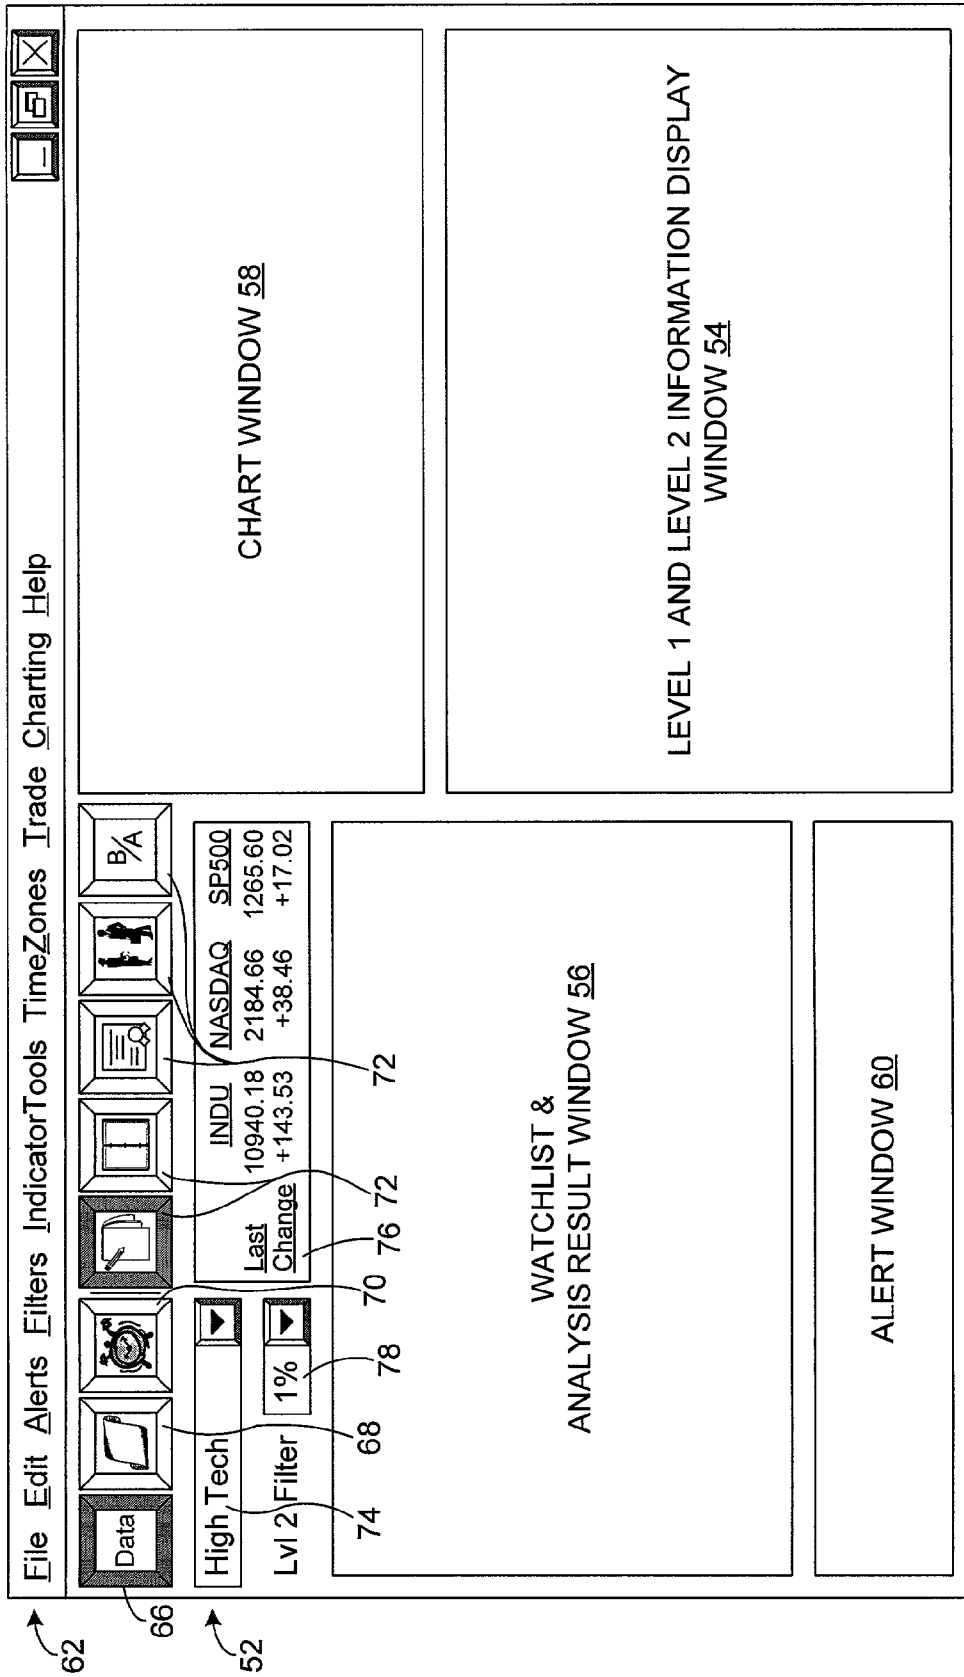 File Edit Alerts Filters IndicatorTools TimeZones Trade Charting Help
62
Data
B/A
66
68
70
72
72
52
High Tech
74
Lvl 2 Filter
1%
78
INDU NASDAQ SP500
Last 10940.18 2184.66 1265.60
Change +143.53 +38.46 +17.02
76
CHART WINDOW 58
WATCHLIST &
ANALYSIS RESULT WINDOW 56
LEVEL 1 AND LEVEL 2 INFORMATION DISPLAY
WINDOW 54
ALERT WINDOW 60